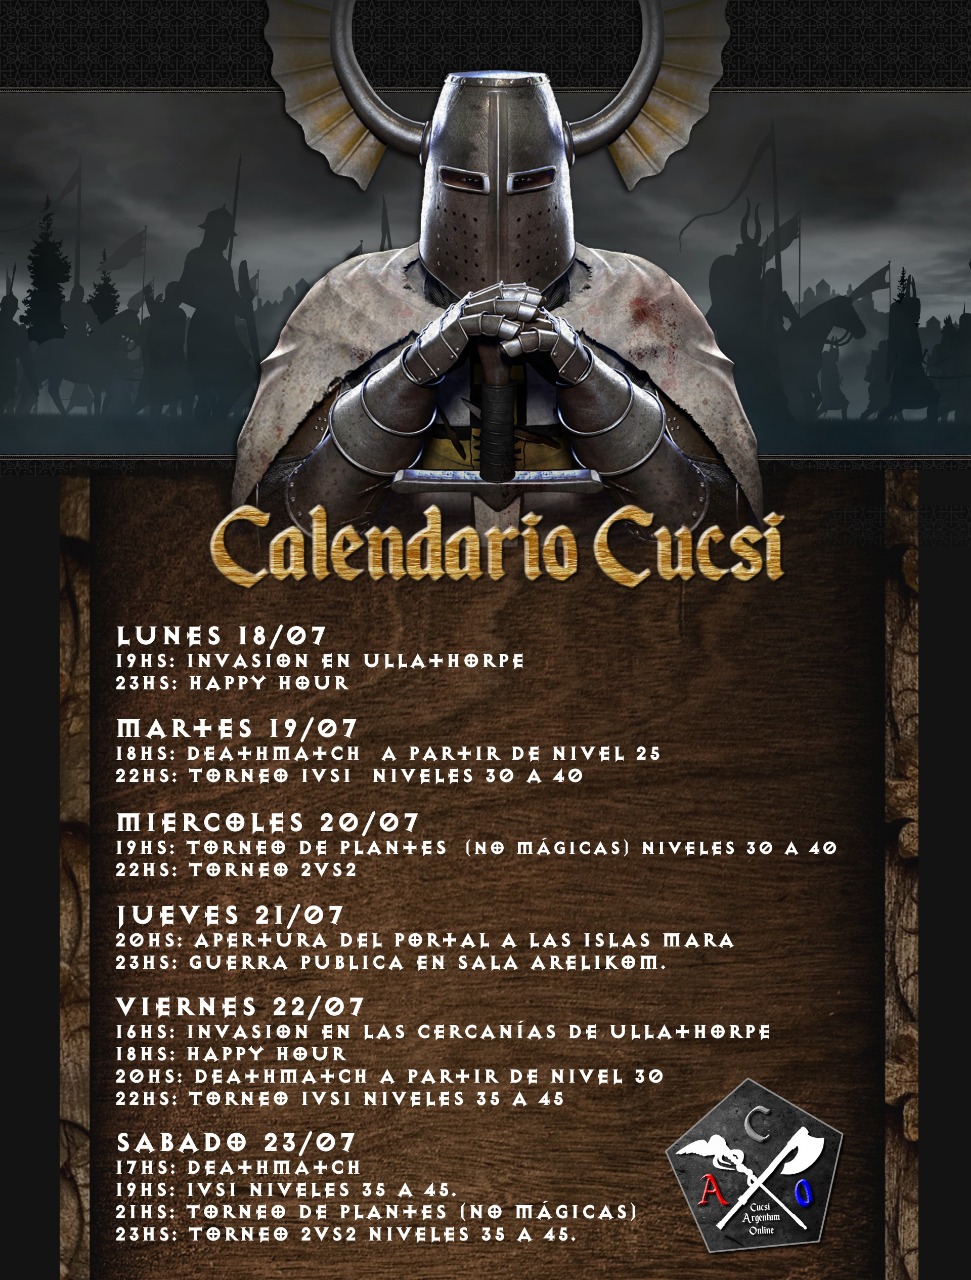 Calendario Cucsi
LUNES 18/07
19HS: INVASION EN ULLATHORPE
23HS: HAPPY HOUR
MARTES 19/07
18HS: DEATHMATCH A PARTIR DE NIVEL 25
22HS: TORNEO 1VS1 NIVELES 30 A 40
MIERCOLES 20/07
19HS: TORNEO DE PLANTES (NO MÁGICAS) NIVELES 30 A 40
22HS: TORNEO 2VS2
JUEVES 21/07
20HS: APERTURA DEL PORTAL A LAS ISLAS MARA
23HS: GUERRA PUBLICA EN SALA ARELIKOM.
VIERNES 22/07
16HS: INVASION EN LAS CERCANÍAS DE ULLATHORPE
18HS: HAPPY HOUR
20HS: DEATHMATCH A PARTIR DE NIVEL 30
22HS: TORNEO 1VS1 NIVELES 35 A 45
SABADO 23/07
17HS: DEATHMATCH
19HS: 1VS1 NIVELES 35 A 45.
21HS: TORNEO DE PLANTES (NO MÁGICAS)
23HS: TORNEO 2VS2 NIVELES 35 A 45.
C
A O
Cucsi
Argentum
Online